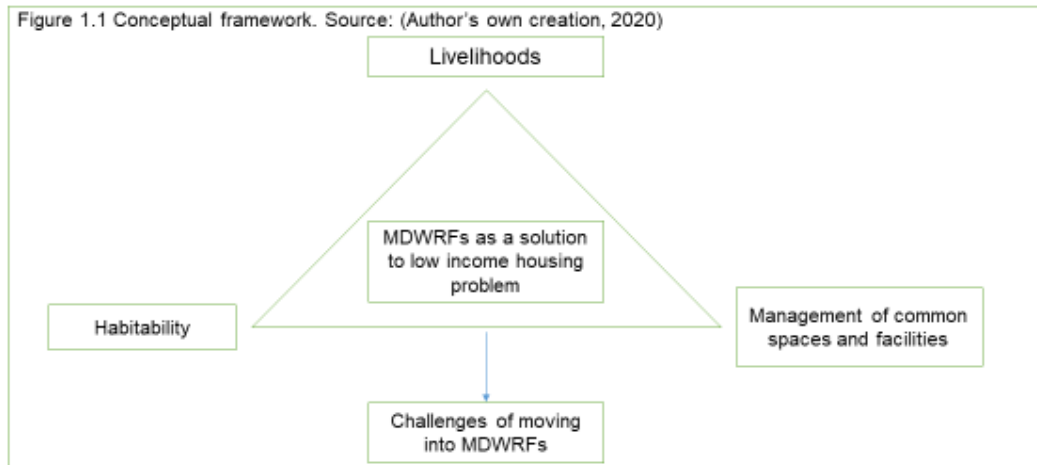 Figure 1.1 Conceptual framework. Source: (Author's own creation, 2020)
Livelihoods
MDWRFs as a solution
to low income housing
problem
Habitability
Management of common
spaces and facilities
Challenges of moving
into MDWRFs